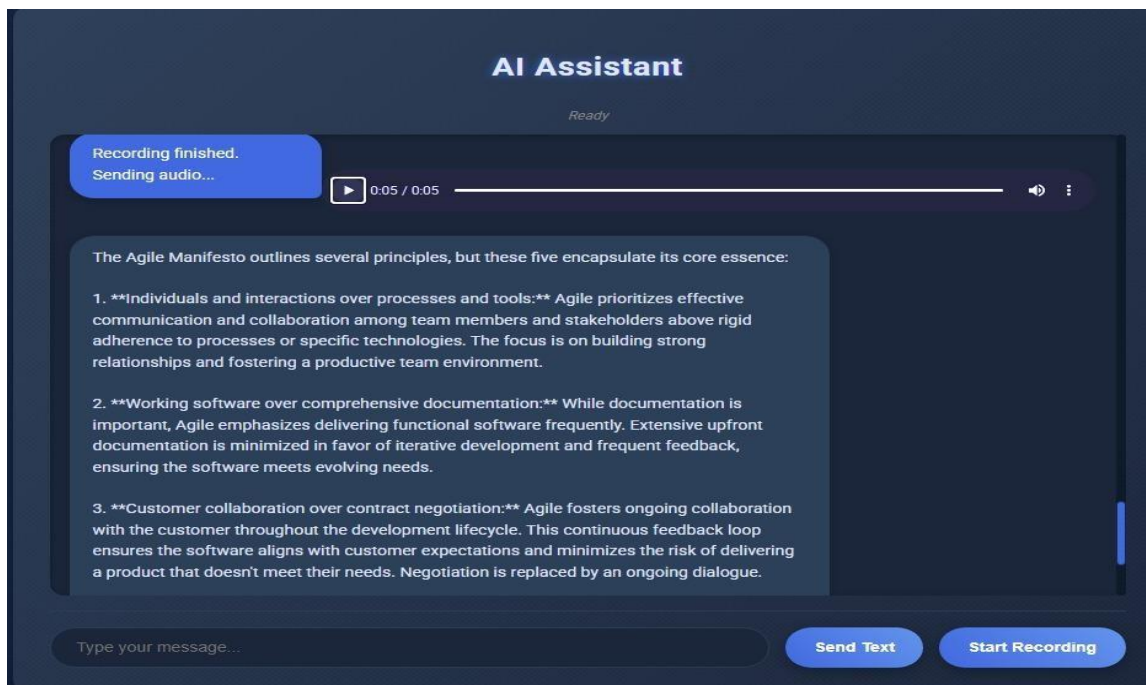 AI Assistant
Ready
Recording finished.
Sending audio...
0:05 / 0:05
The Agile Manifesto outlines several principles, but these five encapsulate its core essence:
1. **Individuals and interactions over processes and tools:** Agile prioritizes effective
communication and collaboration among team members and stakeholders above rigid
adherence to processes or specific technologies. The focus is on building strong
relationships and fostering a productive team environment.
2. **Working software over comprehensive documentation:** While documentation is
important, Agile emphasizes delivering functional software frequently. Extensive upfront
documentation is minimized in favor of iterative development and frequent feedback,
ensuring the software meets evolving needs.
3. **Customer collaboration over contract negotiation:** Agile fosters ongoing collaboration
with the customer throughout the development lifecycle. This continuous feedback loop
ensures the software aligns with customer expectations and minimizes the risk of delivering
a product that doesn't meet their needs. Negotiation is replaced by an ongoing dialogue.
Type your message...
Send Text
Start Recording